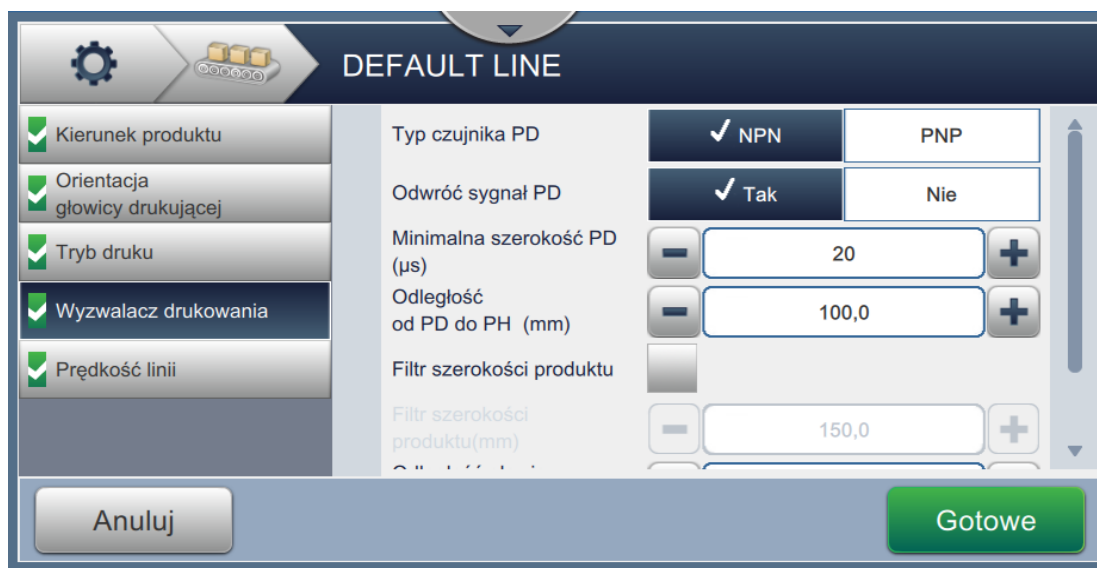 DEFAULT LINE
Kierunek produktu
Orientacja
głowicy drukującej
Tryb druku
Wyzwalacz drukowania
Prędkość linii
Typ czujnika PD
NPN
PNP
Odwróć sygnał PD
Tak
Nie
Minimalna szerokość PD
(µs)
20
Odległość
od PD do PH (mm)
100,0
Filtr szerokości produktu
Filtr szerokości
produktu(mm)
150,0
Anuluj
Gotowe